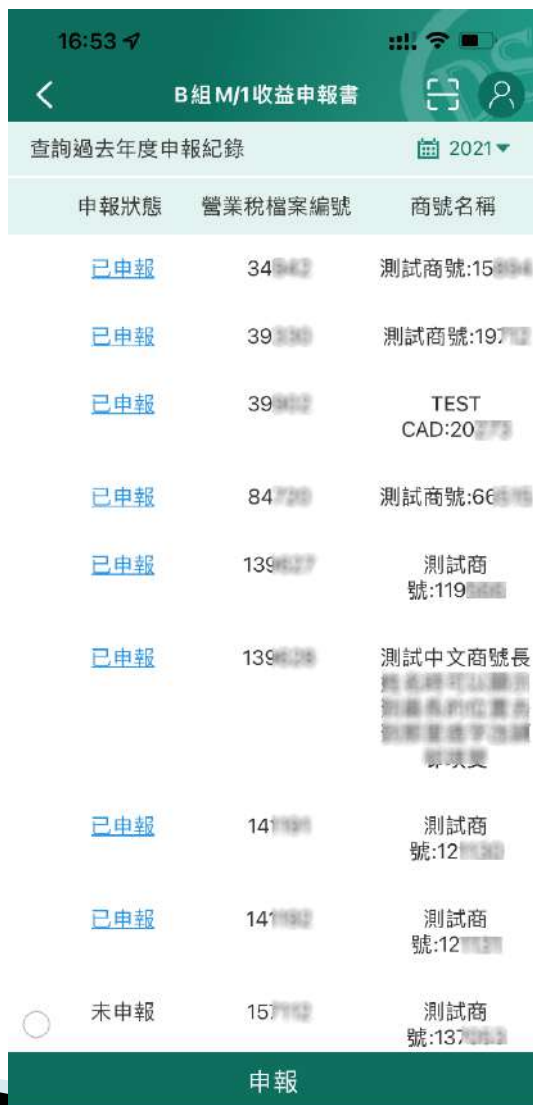 16:53
B組M/1收益申報書
查詢過去年度申報紀錄 2021
申報狀態 營業稅檔案編號 商號名稱
已申報 34 測試商號:15
已申報 39 測試商號:19
已申報 39 TEST
CAD:20
已申報 84 測試商號:66
已申報 139 測試商
號:119
已申報 139 測試中文商號長
已申報 141 測試商
號:12
已申報 141 測試商
號:12
未申報 157 測試商
號:137
申報